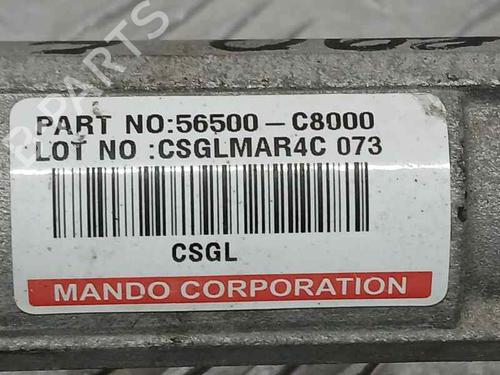 PART NO:56500-C8000
LOT NO :CSGLMAR4C 073
CSGL
MANDO CORPORATION